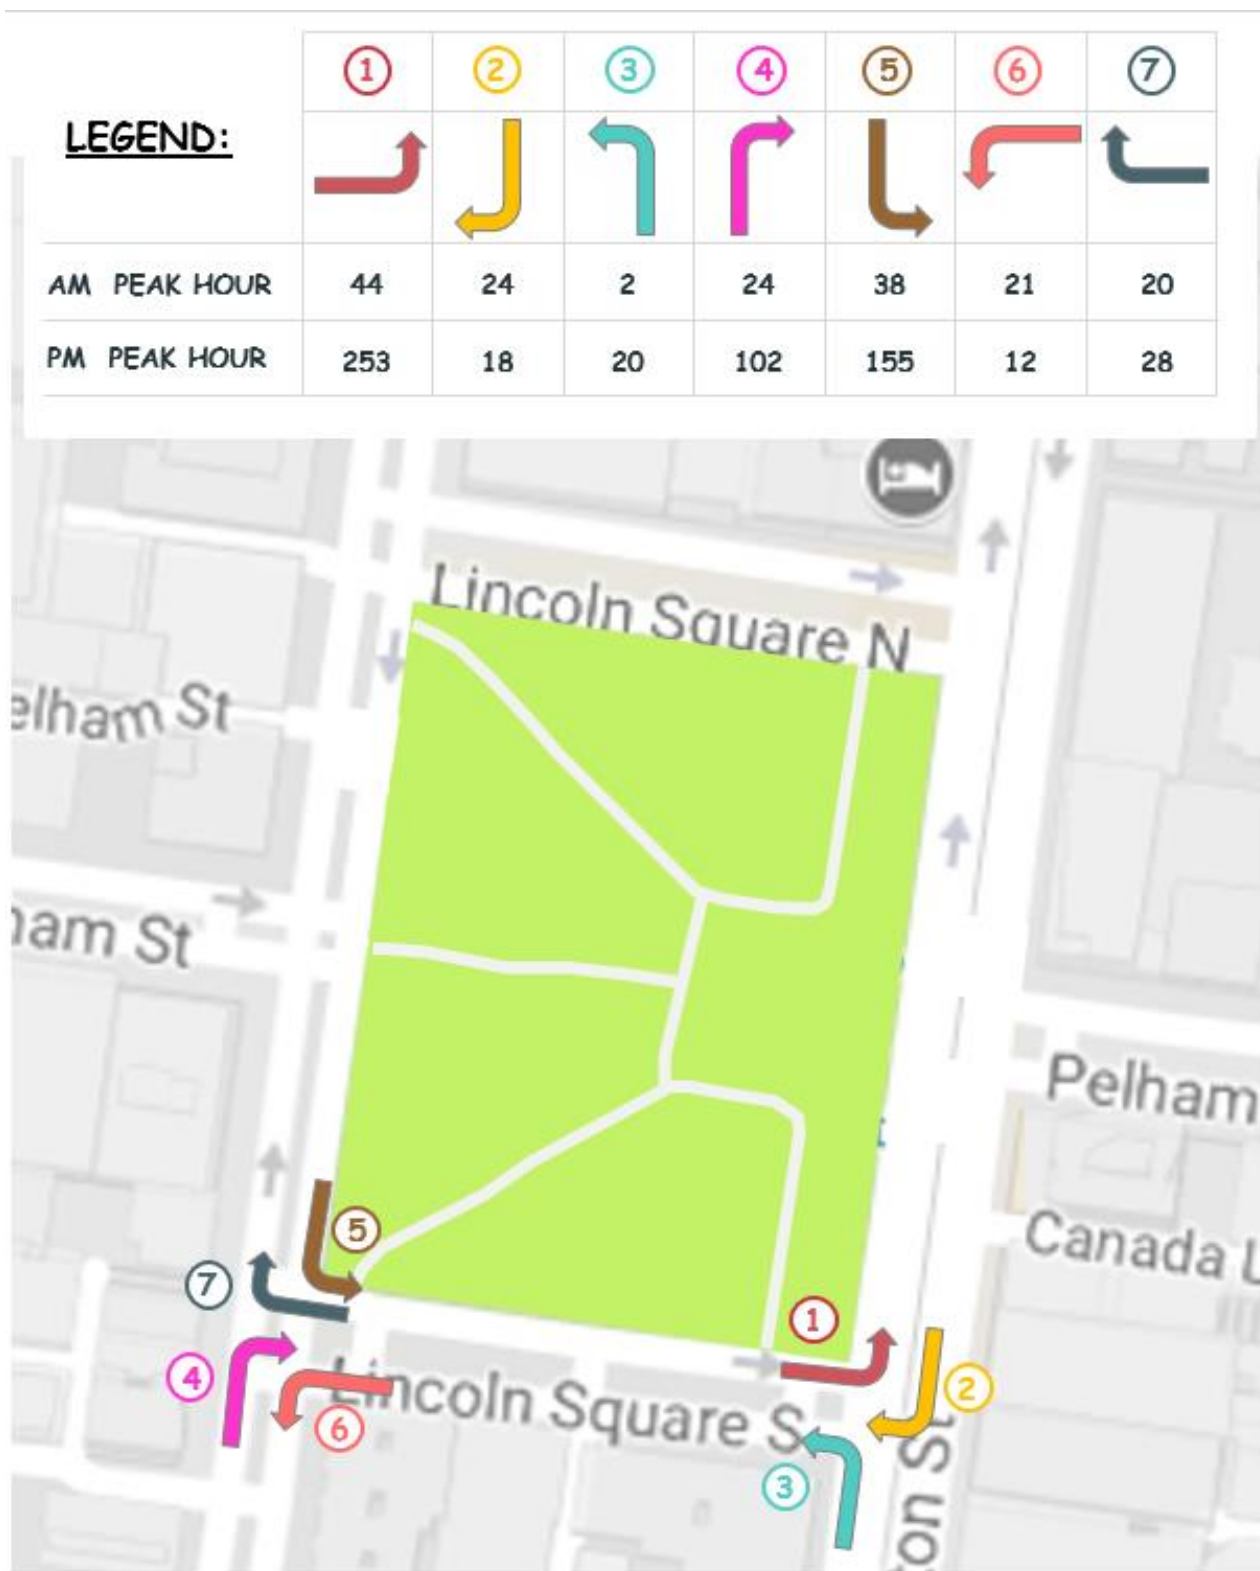 1 2 3 4 5 6 7
LEGEND:
AM PEAK HOUR 44 24 2 24 38 21 20
PM PEAK HOUR 253 18 20 102 155 12 28
Lincoln Square N
elham St
ham St
Pelham
Canada L
5
7
1
4
2
Lincoln Square S
6
3
ton St